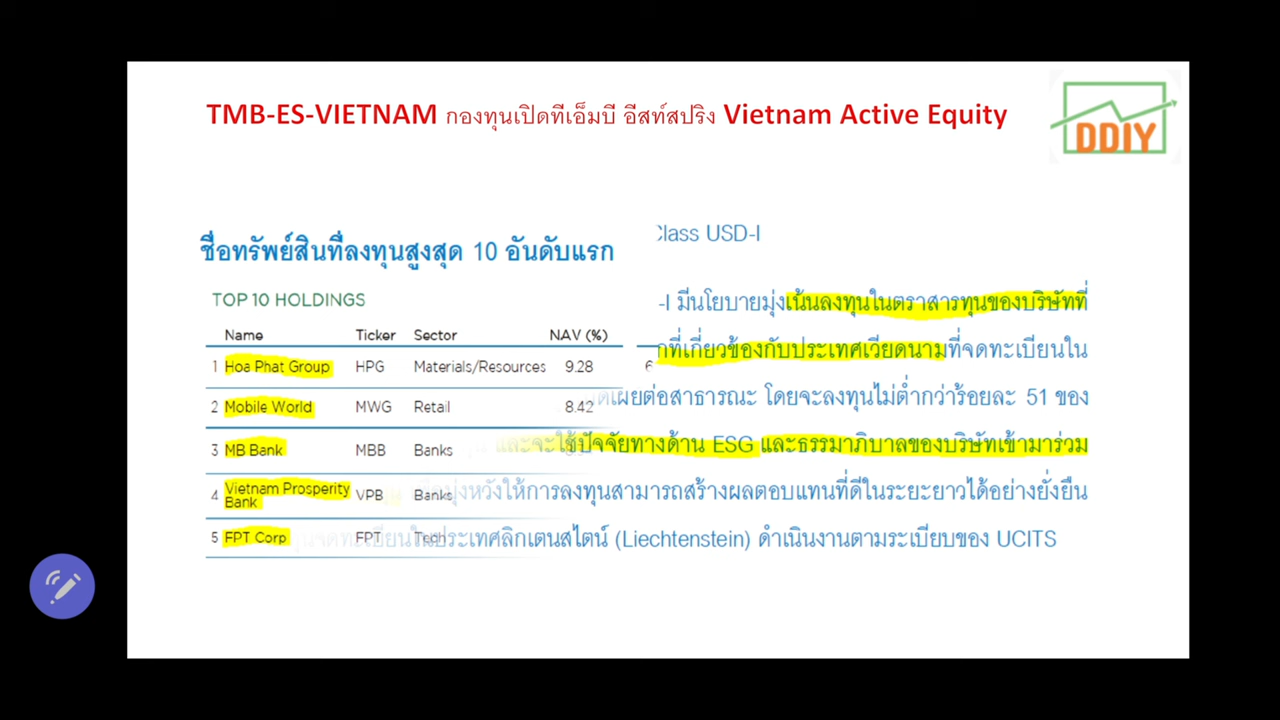 TMB-ES-VIETNAM กองทุนเปิดทีเอ็มบี อีสท์สปริง Vietnam Active Equity
DDIY
ชื่อทรัพย์สินที่ลงทุนสูงสุด 10 อันดับแรก
Class USD-I
TOP 10 HOLDINGS
-I มีนโยบายมุ่งเน้นลงทุนในตราสารทุนของบริษัทที่
Name Ticker Sector NAV (%)
ที่เกี่ยวข้องกับประเทศเวียดนามที่จดทะเบียนใน
1 Hoa Phat Group HPG Materials/Resources 9.28 6
2 Mobile World MWG Retail 8.42
เผยต่อสาธารณะ โดยจะลงทุนไม่ต่ำกว่าร้อยละ 51 ของ
3 MB Bank MBB Banks
และจะใช้ปัจจัยทางด้าน ESG และธรรมาภิบาลของบริษัทเข้ามาร่วม
4 Vietnam Prosperity Bank VPB Banks
มุ่งหวังให้การลงทุนสามารถสร้างผลตอบแทนที่ดีในระยะยาวได้อย่างยั่งยืน
5 FPT Corp FPT Tech
จดทะเบียนในประเทศลิกเตนสไตน์ (Liechtenstein) ดำเนินงานตามระเบียบของ UCITS